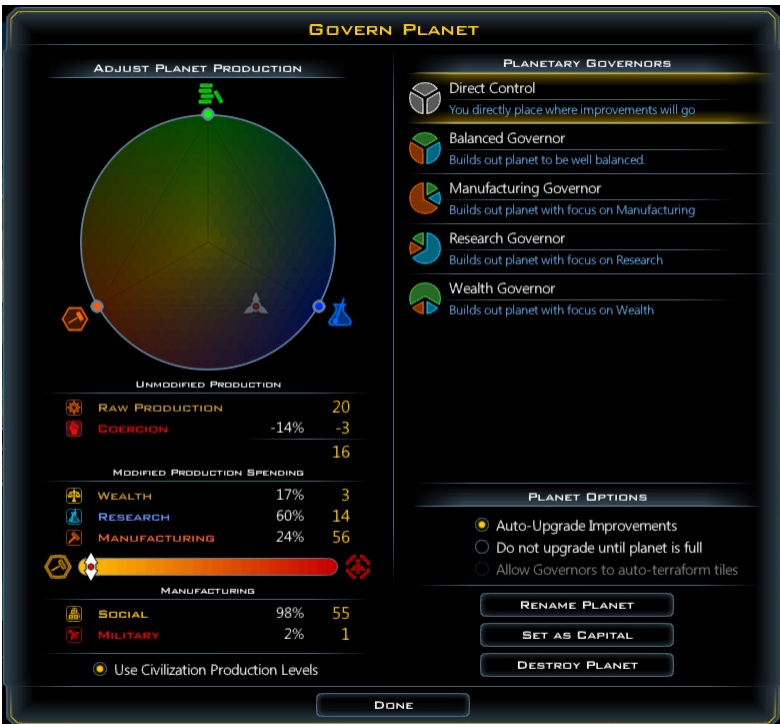 GOVERN PLANET
ADJUST PLANET PRODUCTION
UNMODIFIED PRODUCTION
RAW PRODUCTION 20
COERCION -14% -3
16
MODIFIED PRODUCTION SPENDING
WEALTH 17% 3
RESEARCH 60% 14
MANUFACTURING 24% 56
MANUFACTURING
SOCIAL 98% 55
MILITARY 2% 1
Use Civilization Production Levels
PLANETARY GOVERNORS
Direct Control
You directly place where improvements will go
Balanced Governor
Builds out planet to be well balanced.
Manufacturing Governor
Builds out planet with focus on Manufacturing
Research Governor
Builds out planet with focus on Research
Wealth Governor
Builds out planet with focus on Wealth
PLANET OPTIONS
Auto-Upgrade Improvements
Do not upgrade until planet is full
Allow Governors to auto-terraform tiles
RENAME PLANET
SET AS CAPITAL
DESTROY PLANET
DONE